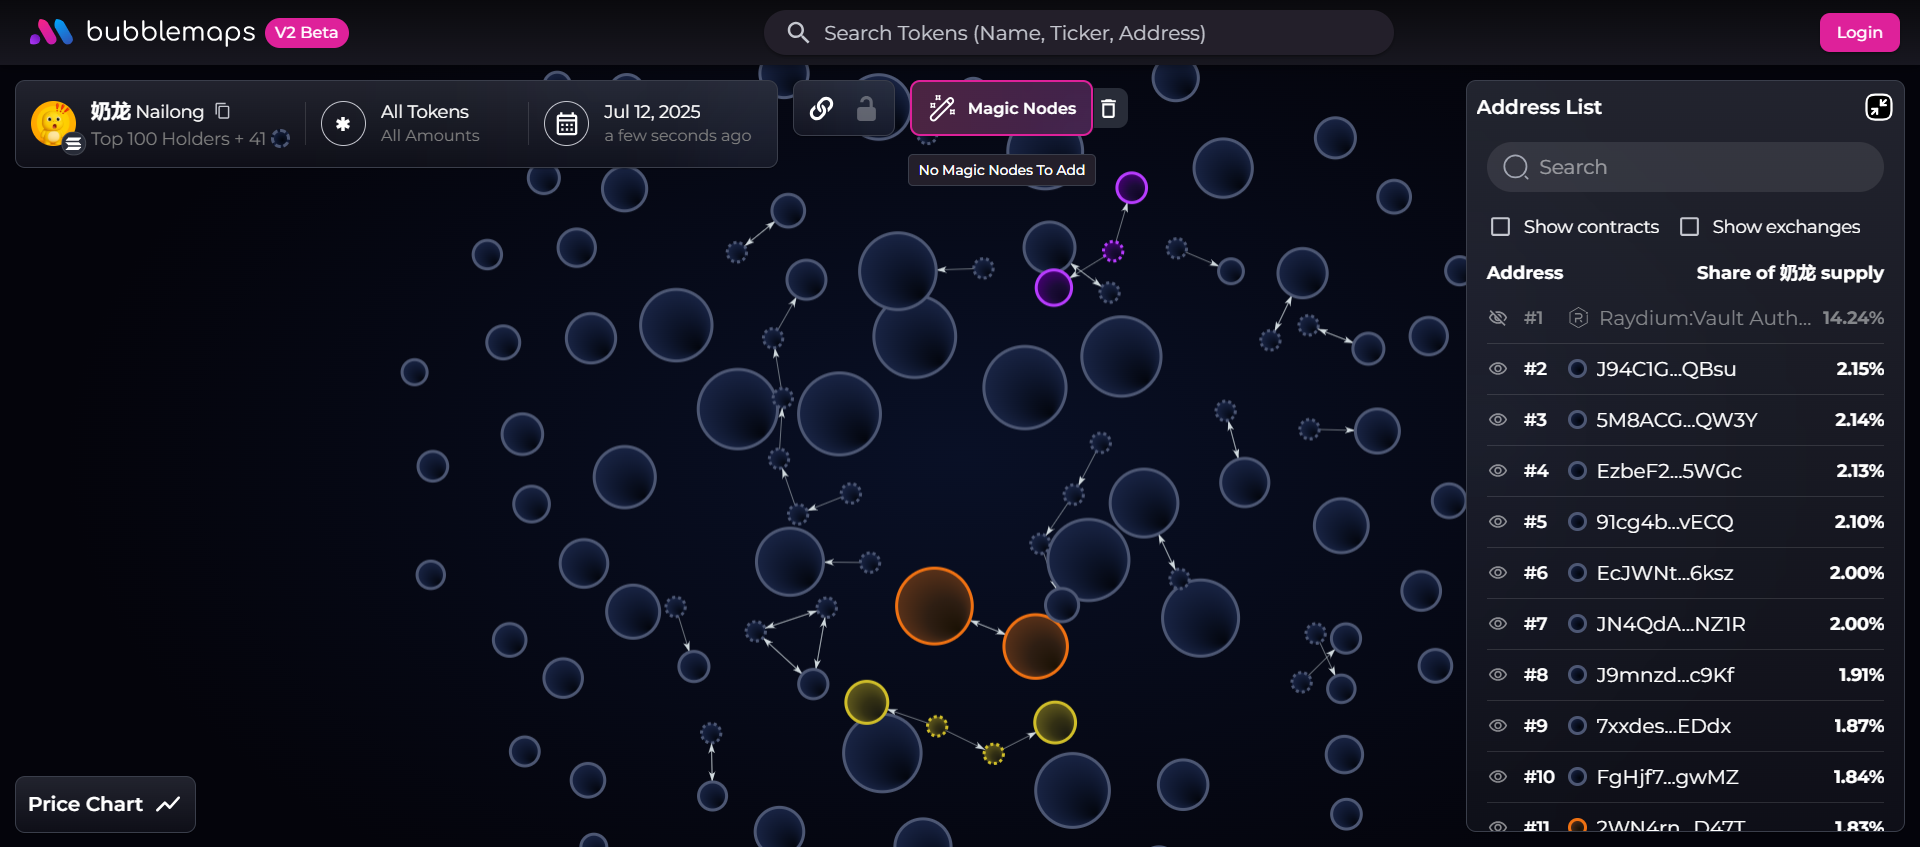 bubblemaps V2 Beta
Search Tokens (Name, Ticker, Address)
Login
奶龙 Nailong
Top 100 Holders + 41
All Tokens
All Amounts
Jul 12, 2025
a few seconds ago
Magic Nodes
No Magic Nodes To Add
Address List
Search
Show contracts Show exchanges
Address Share of 奶龙 supply
#1 Raydium:Vault Auth... 14.24%
#2 J94C1G...QBsu 2.15%
#3 5M8ACG...QW3Y 2.14%
#4 EzbeF2...5WGc 2.13%
#5 91cg4b...vECQ 2.10%
#6 EcJWNt...6ksz 2.00%
#7 JN4QdA...NZ1R 2.00%
#8 J9mnzd...c9Kf 1.91%
#9 7xxdes...EDdx 1.87%
#10 FgHjf7...gwMZ 1.84%
#11 2WN4rn...D47T 1.83%
Price Chart